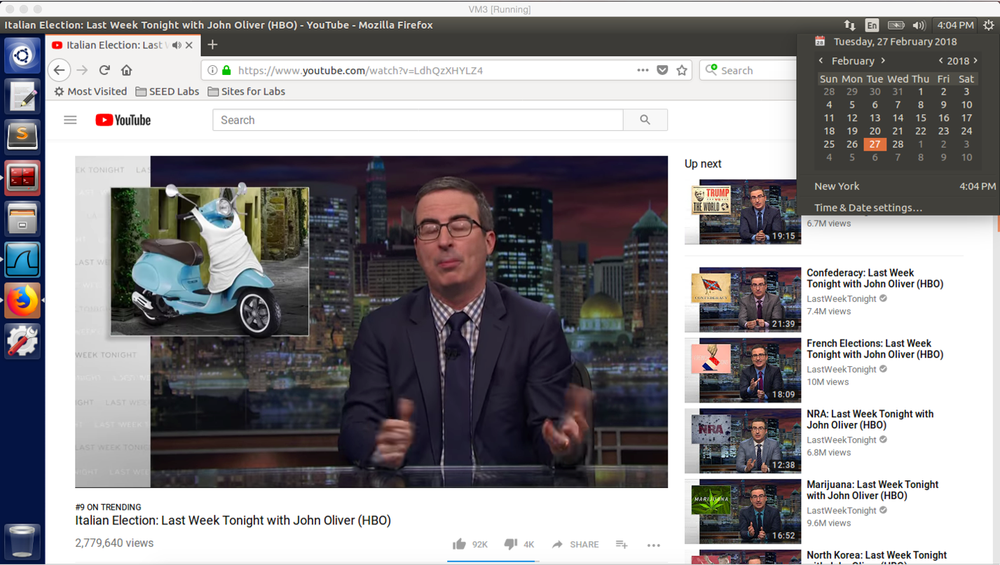 VM3 [Running]
Italian Election: Last Week Tonight with John Oliver (HBO) - YouTube - Mozilla Firefox
En
4:04 PM
Italian Election: Last W
https://www.youtube.com/watch?v=LdhQzXHYLZ4
Search
Most Visited
SEED Labs
Sites for Labs
28
Tuesday, 27 February 2018
February
2018
Sun Mon Tue Wed Thu Fri Sat
28 29 30 31 1 2 3
4 5 6 7 8 9 10
11 12 13 14 15 16 17
18 19 20 21 22 23 24
25 26 27 28 1 2 3
4 5 6 7 8 9 10
New York 4:04 PM
Time & Date settings...
YouTube
Search
EEK TONIGHT LAS
WEEK TONIGHT
LAST WEEK T
Up next
TRUMP
THE WORLD
19:15
6.7M views
CONFEDERACY
21:39
Confederacy: Last Week
Tonight with John Oliver (HBO)
LastWeekTonight
7.4M views
18:09
French Elections: Last Week
Tonight with John Oliver (HBO)
LastWeekTonight
10M views
NRA
12:38
NRA: Last Week Tonight with
John Oliver (HBO)
LastWeekTonight
6.8M views
MARIJUANA
16:52
Marijuana: Last Week Tonight
with John Oliver (HBO)
LastWeekTonight
9.6M views
North Korea: Last Week Tonight
with John Oliver (HBO)
#9 ON TRENDING
Italian Election: Last Week Tonight with John Oliver (HBO)
2,779,640 views
92K
4K
SHARE